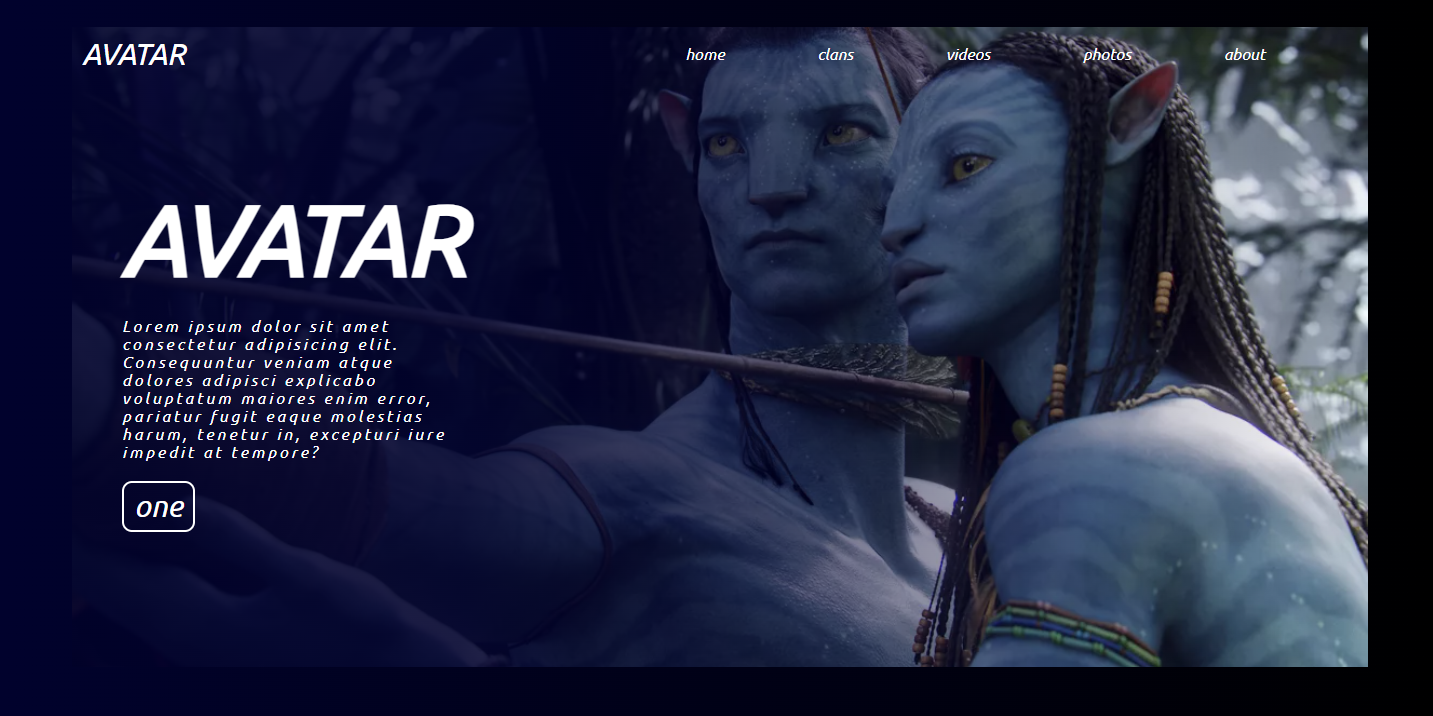 AVATAR
home clans videos photos about
AVATAR
Lorem ipsum dolor sit amet
consectetur adipisicing elit.
Consequuntur veniam atque
dolores adipisci explicabo
voluptatum maiores enim error,
pariatur fugit eaque molestias
harum, tenetur in, excepturi iure
impedit at tempore?
one